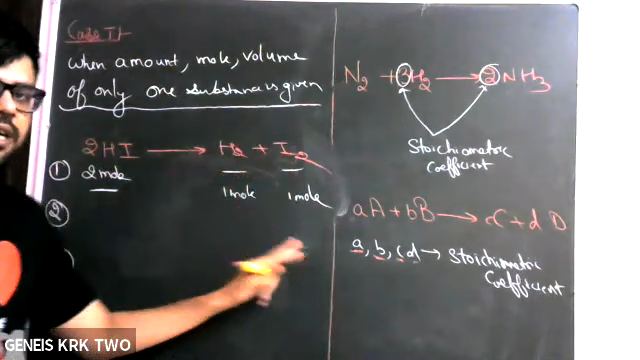 Case I)
when amount, mole, volume
of only one substance is given
2HI → H2 + I2
① 2 mole
1 mole 1 mole
②
N2 + 3H2 → 2NH3
Stoichiometric
coefficient
aA + bB → cC + dD
a, b, c d → Stoichiometric
Coefficient
GENEIS KRK TWO